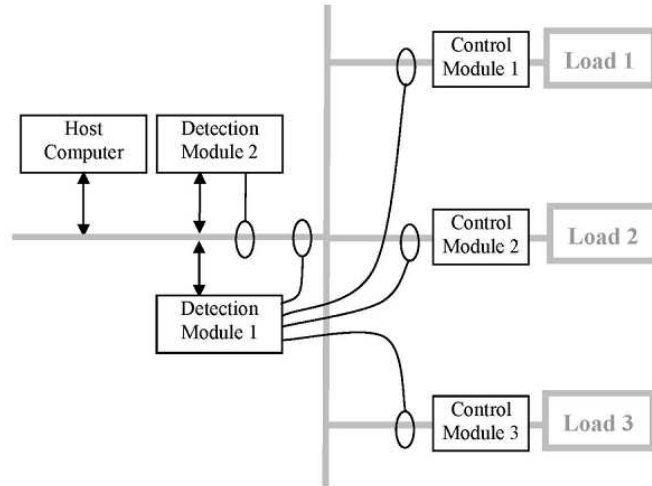 Control
Module 1
Load 1
Host
Computer
Detection
Module 2
Control
Module 2
Load 2
Detection
Module 1
Control
Module 3
Load 3